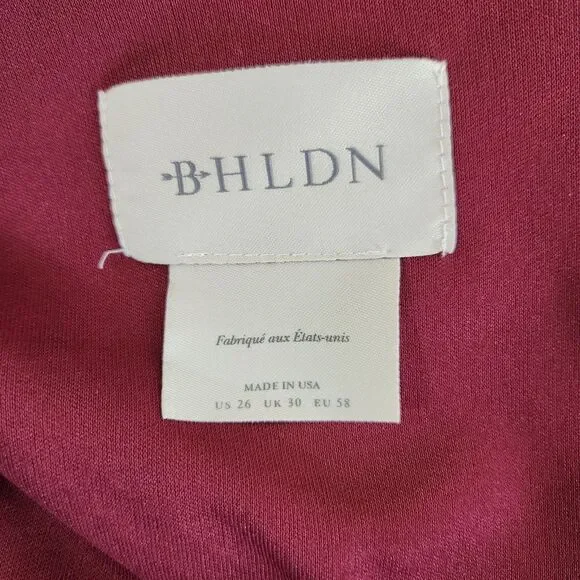 BHLDN
Fabriqué aux États-unis
MADE IN USA
US 26 UK 30 EU 58